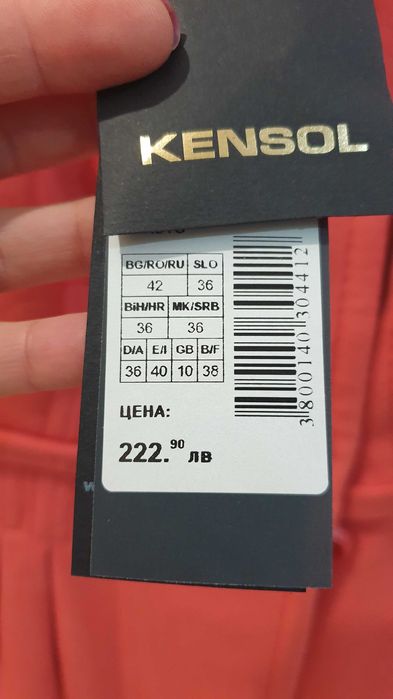 KENSOL
BG/RO/RU SLO
42 36
BiH/HR MK/SRB
36 36
D/A E/I GB B/F
36 40 10 38
ЦЕНА:
222.90 лв
3800140304412